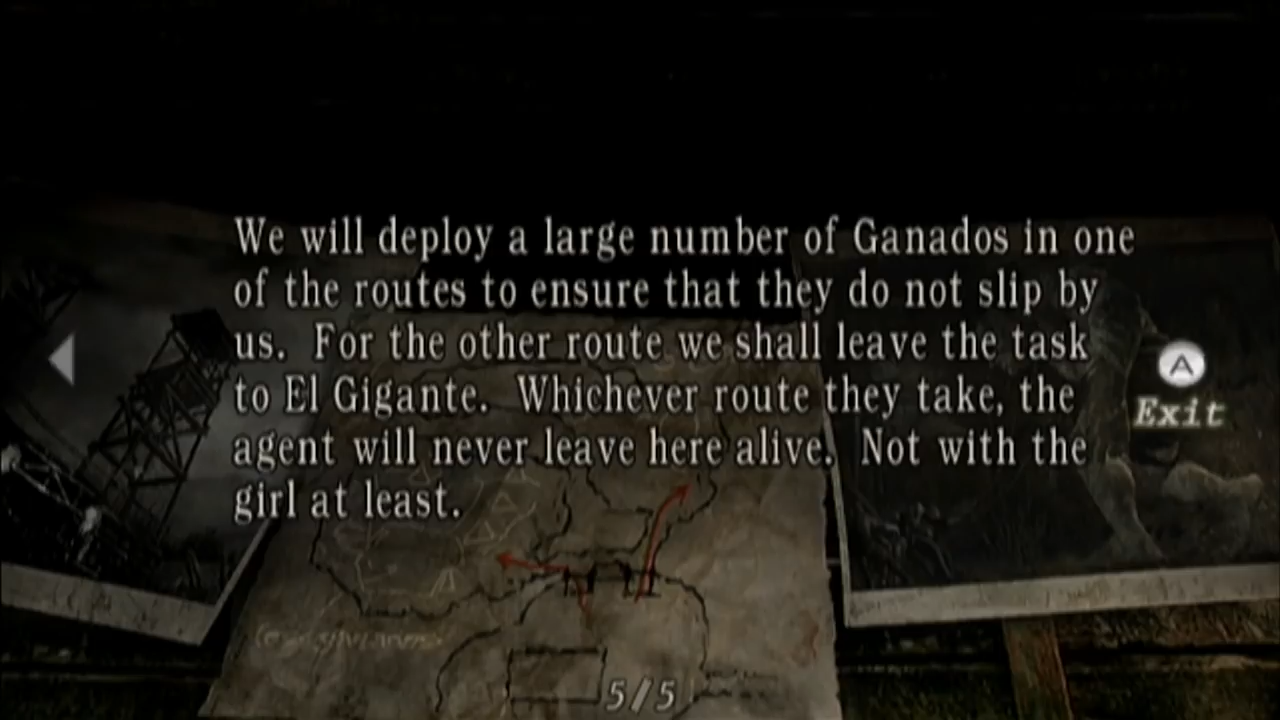 We will deploy a large number of Ganados in one
of the routes to ensure that they do not slip by
us.  For the other route we shall leave the task
to El Gigante.  Whichever route they take, the
agent will never leave here alive.  Not with the
girl at least.
A
Exit
5/5